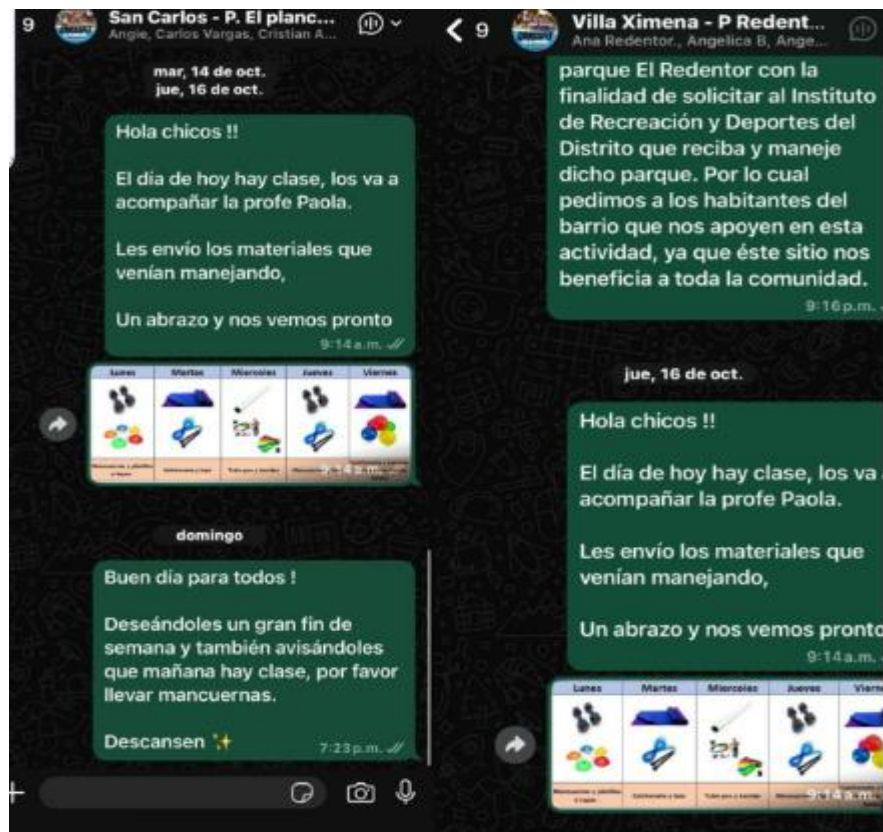 9
San Carlos - P. El planc...
Angie, Carlos Vargas, Cristian A...
mar, 14 de oct.
jue, 16 de oct.
Hola chicos !!
El día de hoy hay clase, los va a
acompañar la profe Paola.
Les envío los materiales que
venían manejando,
Un abrazo y nos vemos pronto
9:14 a.m.
Lunes Martes Miercoles Jueves Viernes
9:14 a.m.
domingo
Buen día para todos !
Deseándoles un gran fin de
semana y también avisándoles
que mañana hay clase, por favor
llevar mancuernas.
Descansen
7:23 p.m.
9
Villa Ximena - P Redent...
Ana Redentor., Angelica B, Ange...
parque El Redentor con la
finalidad de solicitar al Instituto
de Recreación y Deportes del
Distrito que reciba y maneje
dicho parque. Por lo cual
pedimos a los habitantes del
barrio que nos apoyen en esta
actividad, ya que éste sitio nos
beneficia a toda la comunidad.
9:16 p.m.
jue, 16 de oct.
Hola chicos !!
El día de hoy hay clase, los va
acompañar la profe Paola.
Les envío los materiales que
venían manejando,
Un abrazo y nos vemos pronto
9:14 a.m.
Lunes Martes Miercoles Jueves Vierne
9:14 a.m.